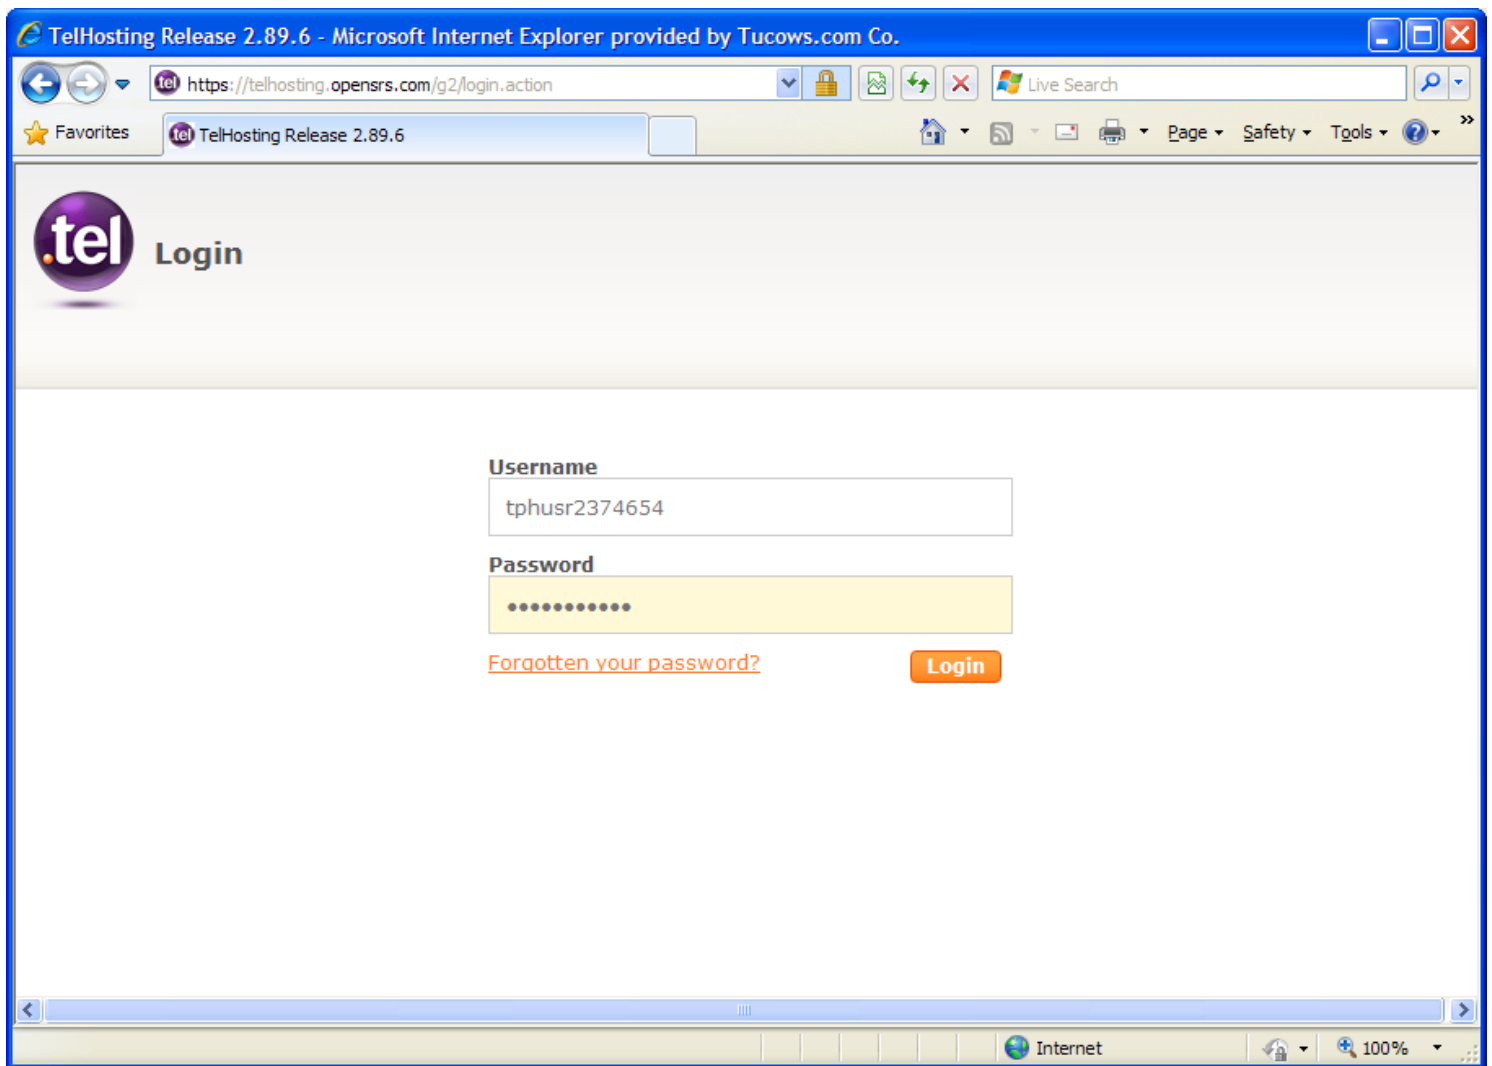 TelHosting Release 2.89.6 - Microsoft Internet Explorer provided by Tucows.com Co.
.tel https://telhosting.opensrs.com/g2/login.action Live Search
Favorites .tel TelHosting Release 2.89.6 Page Safety Tools
.tel Login
Username
tphusr2374654
Password
•••••••••••
Forgotten your password? Login
Internet 100%